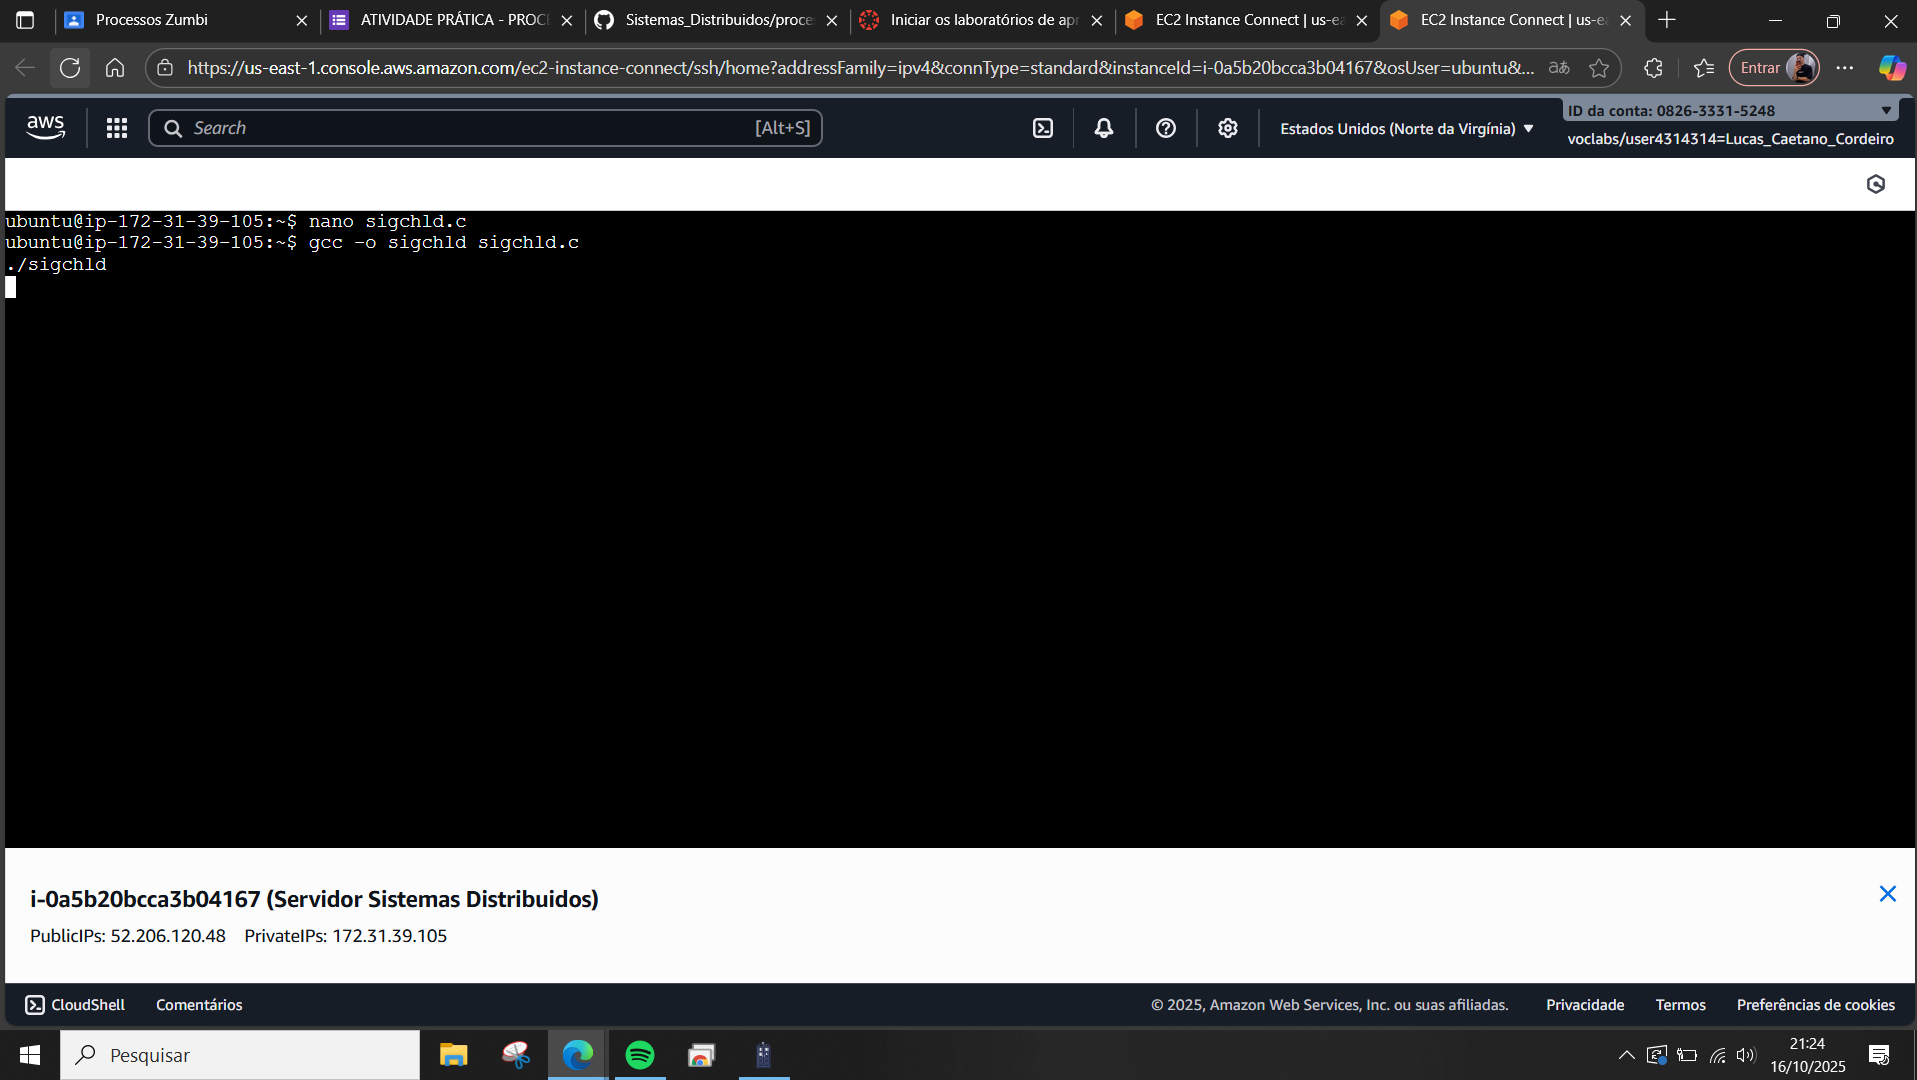 Processos Zumbi
ATIVIDADE PRÁTICA - PROCE
Sistemas_Distribuidos/proce
Iniciar os laboratórios de apr
EC2 Instance Connect | us-ea
EC2 Instance Connect | us-ea
https://us-east-1.console.aws.amazon.com/ec2-instance-connect/ssh/home?addressFamily=ipv4&connType=standard&instanceId=i-0a5b20bcca3b04167&osUser=ubuntu&...
aあ
Entrar
aws
Search
[Alt+S]
Estados Unidos (Norte da Virgínia)
ID da conta: 0826-3331-5248
voclabs/user4314314=Lucas_Caetano_Cordeiro
ubuntu@ip-172-31-39-105:~$ nano sigchld.c
ubuntu@ip-172-31-39-105:~$ gcc -o sigchld sigchld.c
./sigchld
i-0a5b20bcca3b04167 (Servidor Sistemas Distribuidos)
PublicIPs: 52.206.120.48 PrivateIPs: 172.31.39.105
CloudShell
Comentários
© 2025, Amazon Web Services, Inc. ou suas afiliadas.
Privacidade
Termos
Preferências de cookies
Pesquisar
21:24
16/10/2025